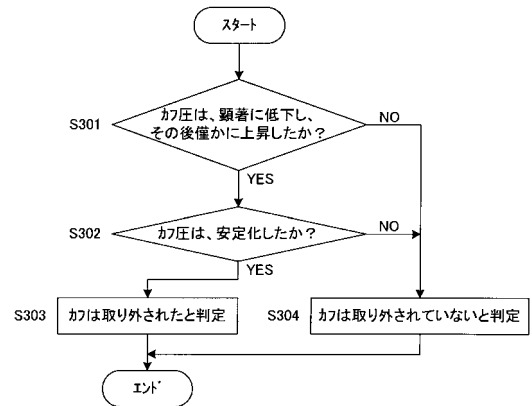 スタート
S301
カフ圧は、顕著に低下し、
その後僅かに上昇したか？
NO
YES
S302
カフ圧は、安定化したか？
NO
YES
S303
カフは取り外されたと判定
S304
カフは取り外されていないと判定
エンド